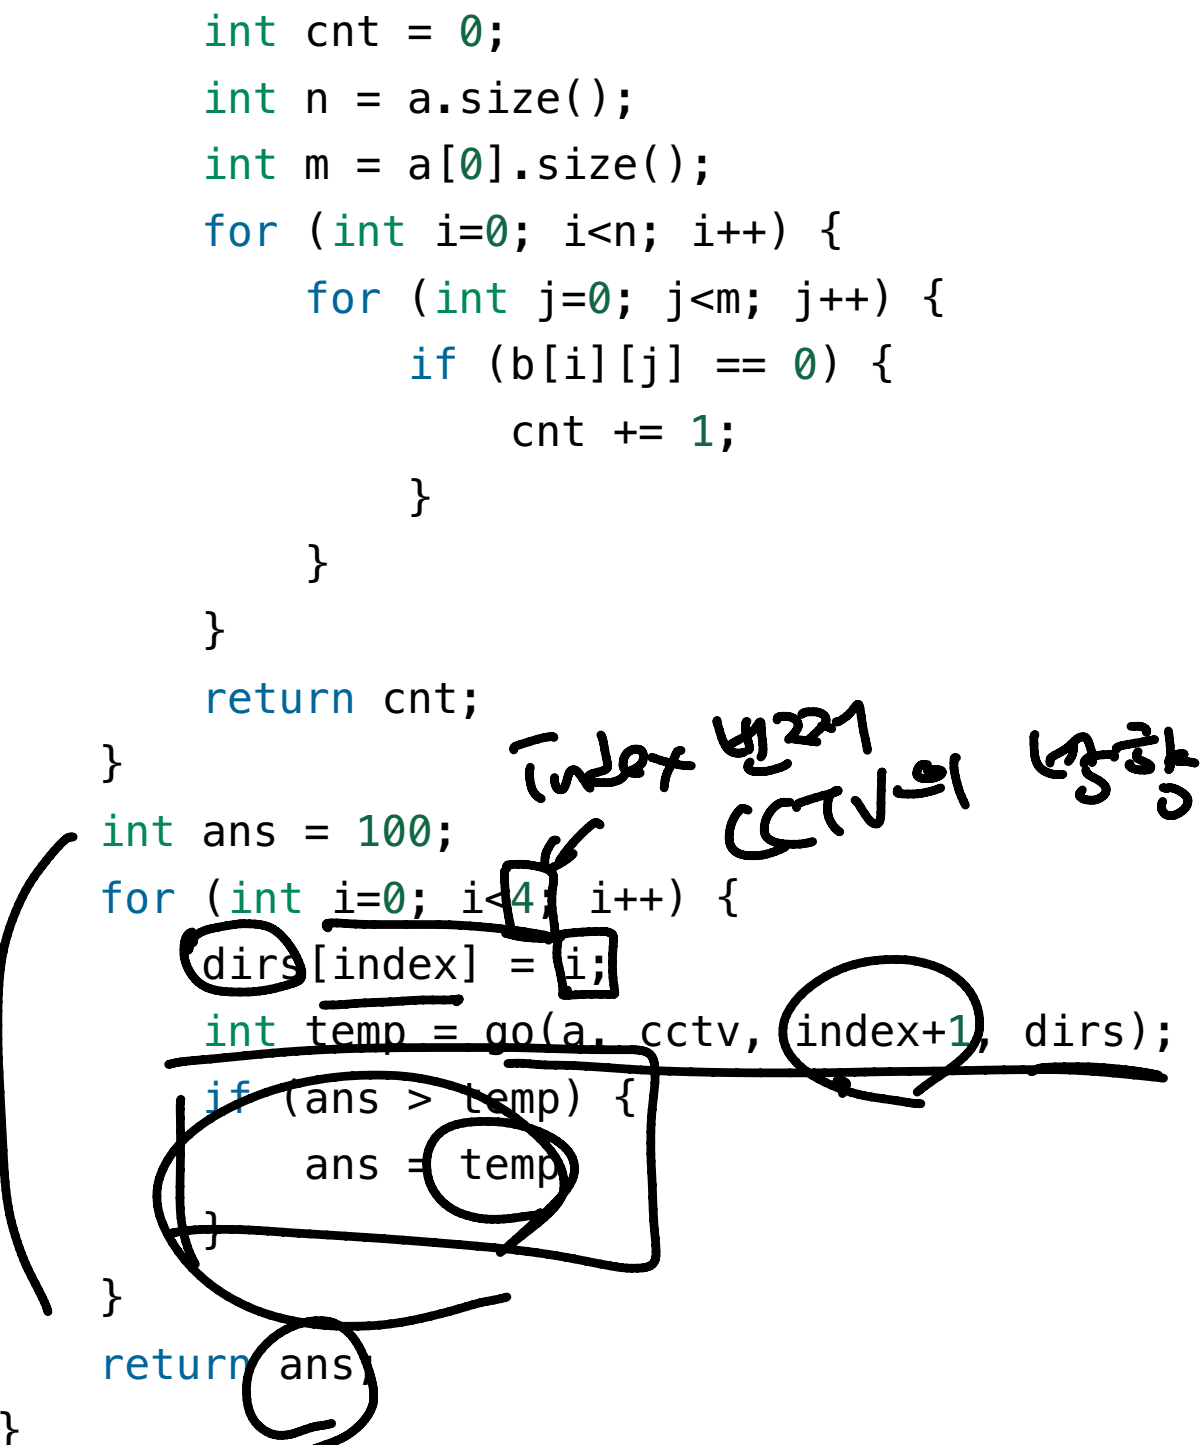 int cnt = 0;
int n = a.size();
int m = a[0].size();
for (int i=0; i<n; i++) {
for (int j=0; j<m; j++) {
if (b[i][j] == 0) {
cnt += 1;
}
}
}
return cnt;
}
index 번째
CCTV의 방향
int ans = 100;
for (int i=0; i<4; i++) {
dirs[index] = i;
int temp = go(a, cctv, index+1, dirs);
if (ans > temp) {
ans = temp
}
}
return ans;
}